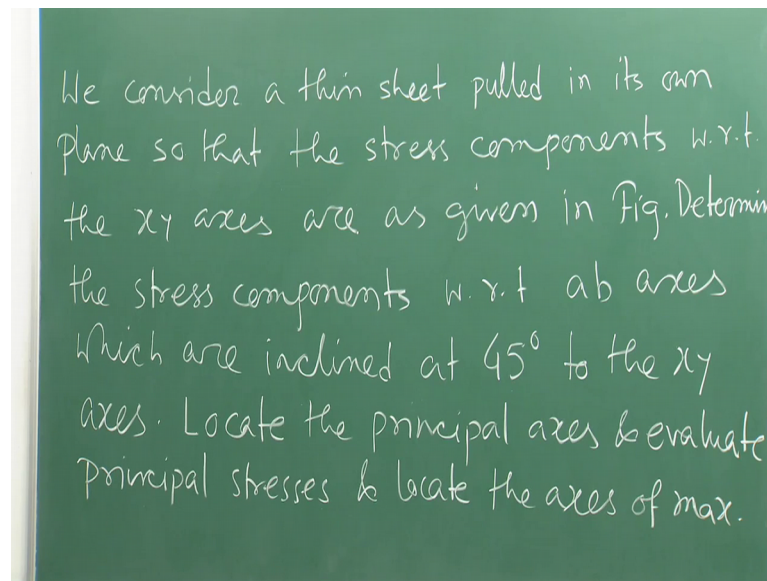 We consider a thin sheet pulled in its own
plane so that the stress components w.r.t.
the xy axes are as given in Fig. Determin
the stress components w.r.t ab axes
which are inclined at 45° to the xy
axes. Locate the principal axes & evaluate
principal stresses & locate the axes of max.